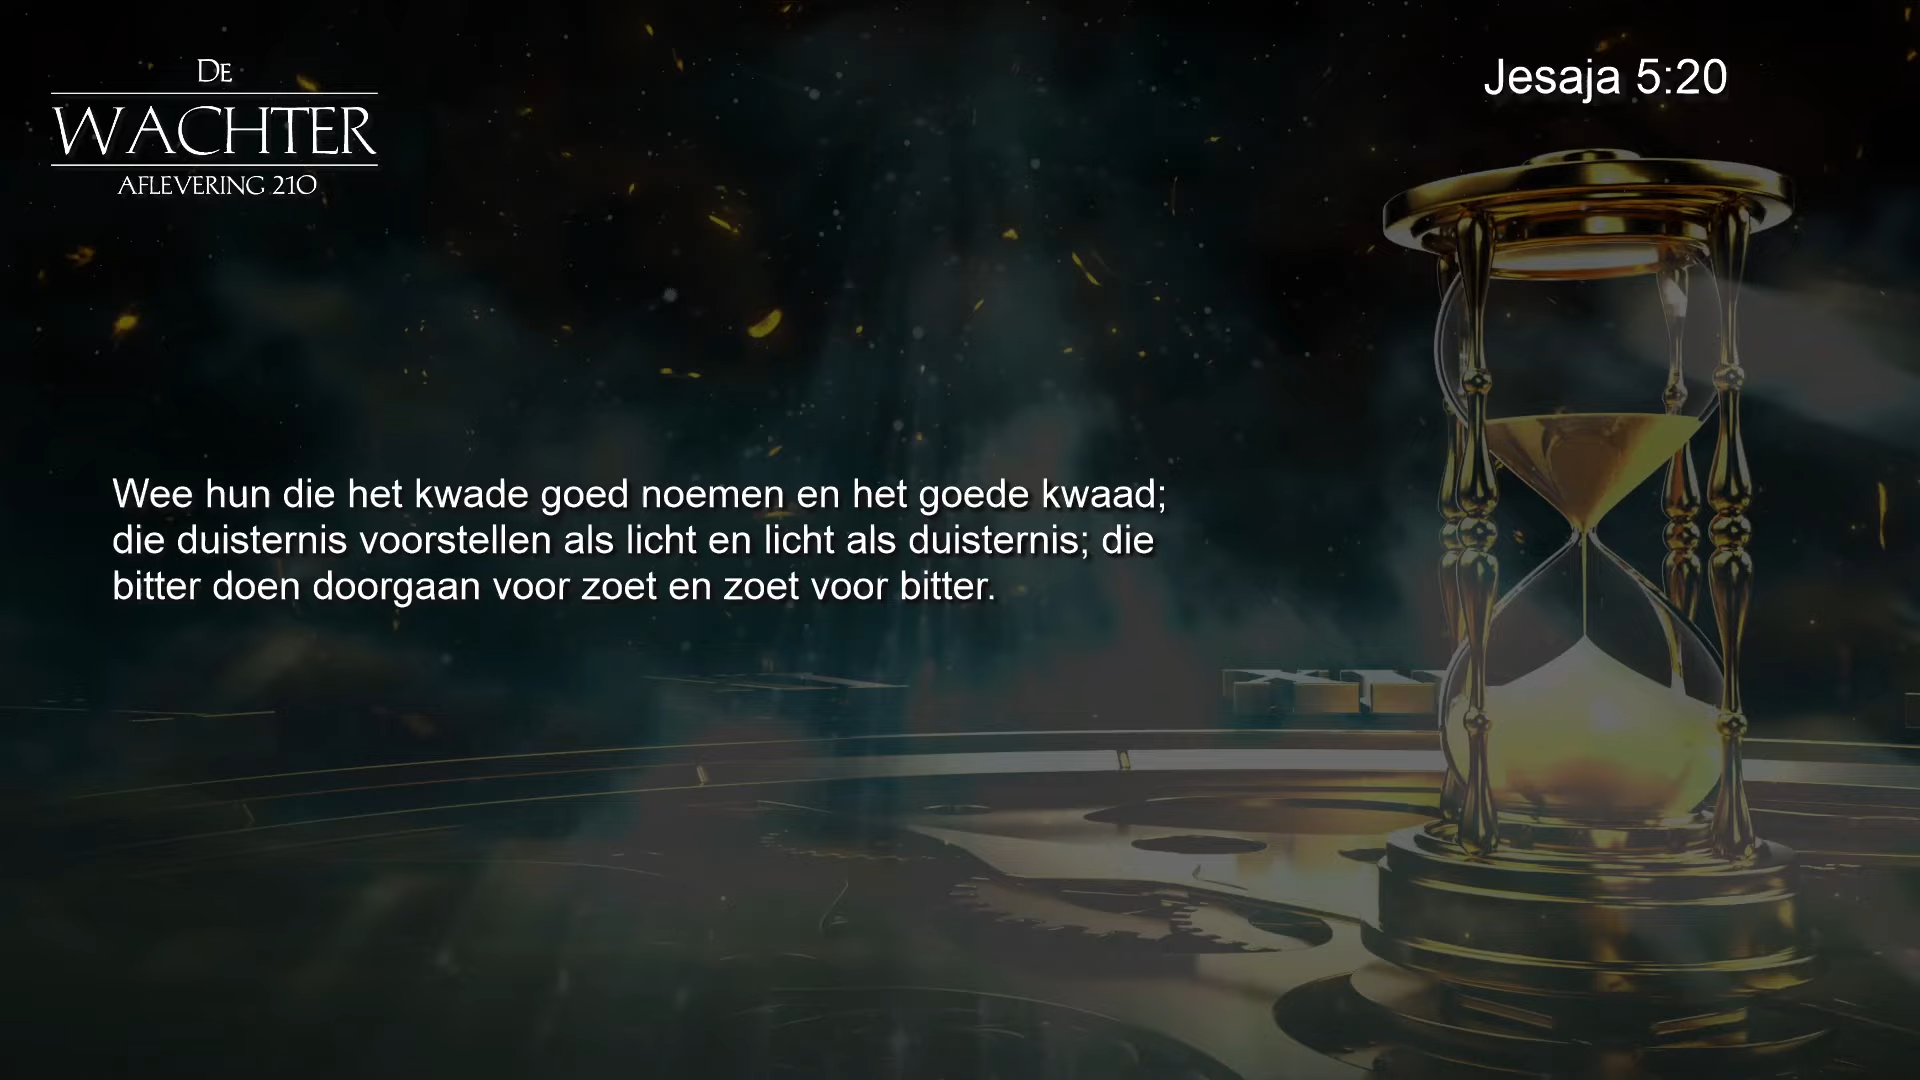 DE
WACHTER
AFLEVERING 210
Jesaja 5:20
Wee hun die het kwade goed noemen en het goede kwaad;
die duisternis voorstellen als licht en licht als duisternis; die
bitter doen doorgaan voor zoet en zoet voor bitter.